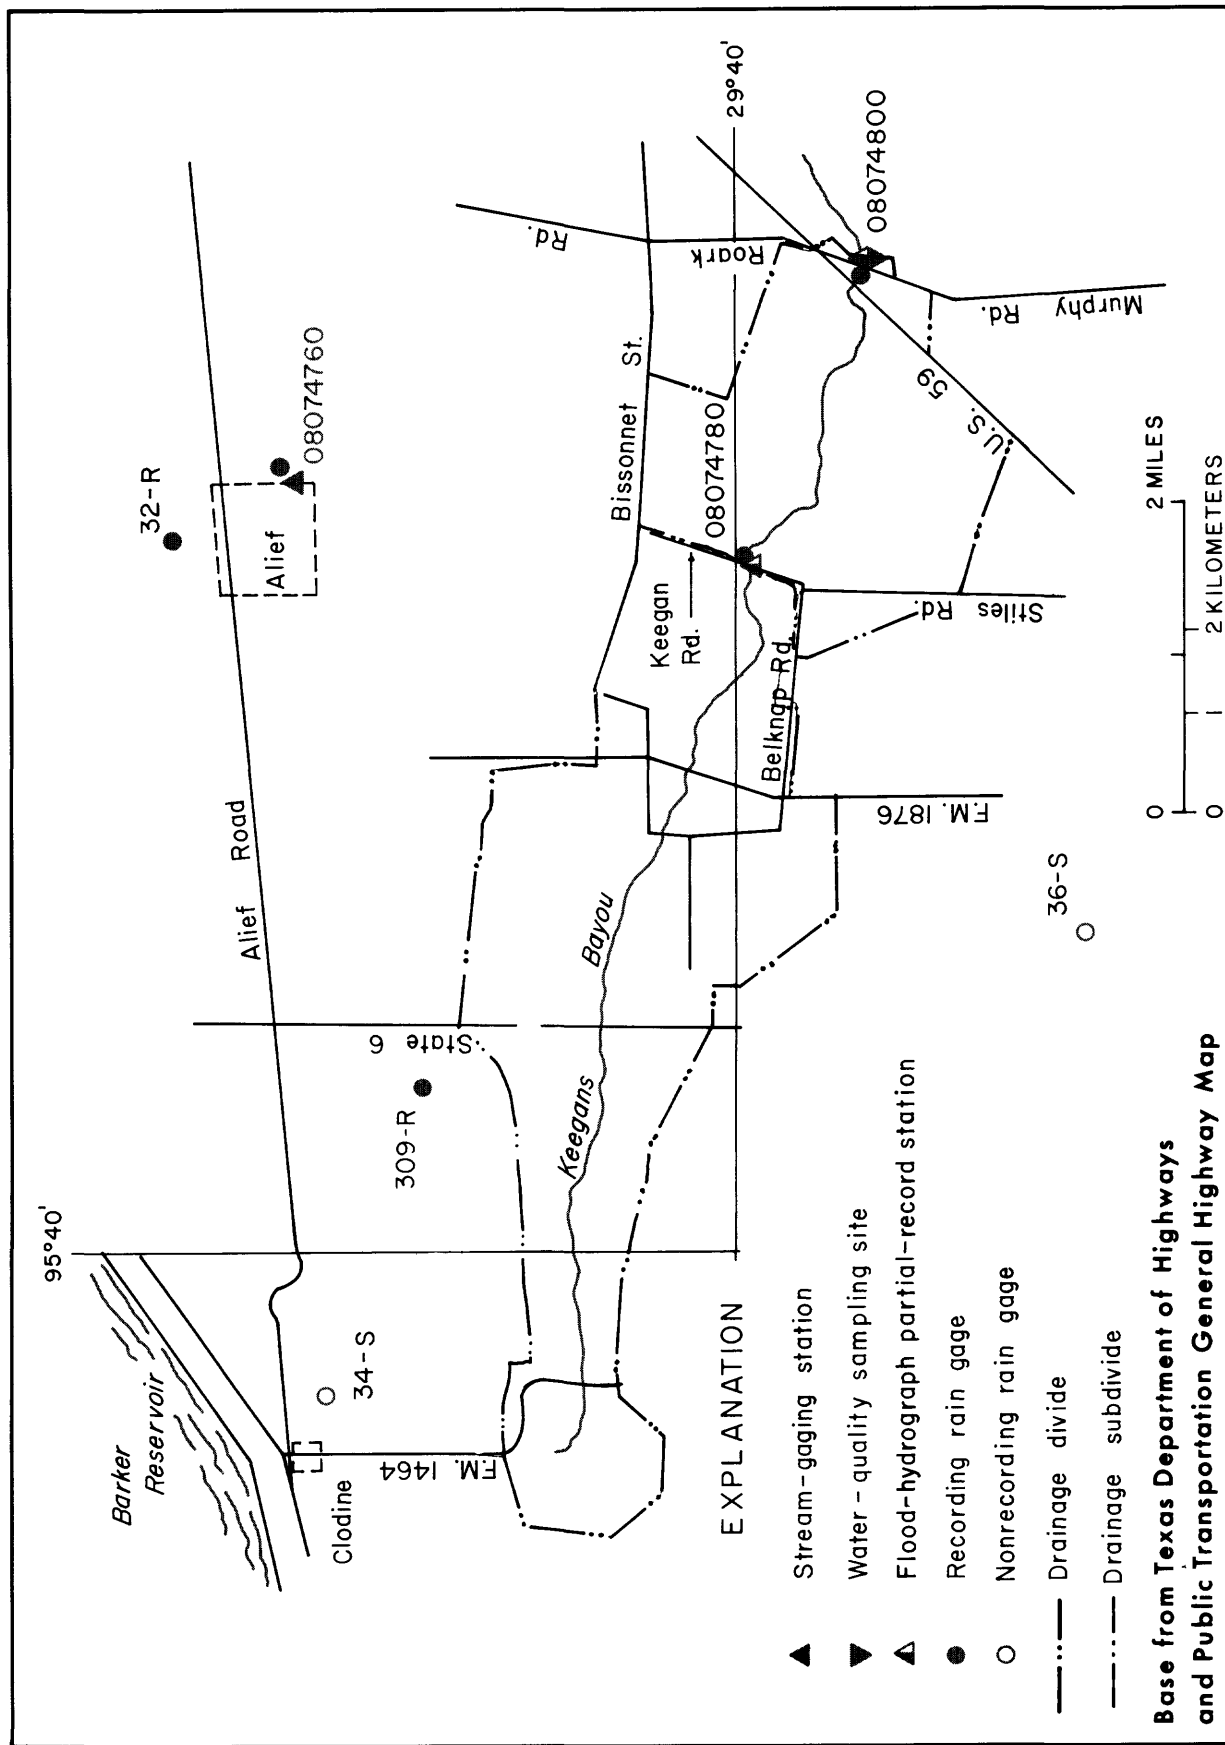 95°40'
Barker
Reservoir
Clodine
34-S
F.M. 1464
309-R
State 6
Alief Road
32-R
Alief
08074760
Rd.
Roark
Bissonnet St.
29°40'
08074780
08074800
Keegan
Rd.
Keegans Bayou
Belknap Rd.
F.M. 1876
Stiles Rd.
U.S. 59
Murphy Rd.
36-S
EXPLANATION
Stream-gaging station
Water-quality sampling site
Flood-hydrograph partial-record station
Recording rain gage
Nonrecording rain gage
Drainage divide
Drainage subdivide
0 2 MILES
0 1 2 KILOMETERS
Base from Texas Department of Highways
and Public Transportation General Highway Map